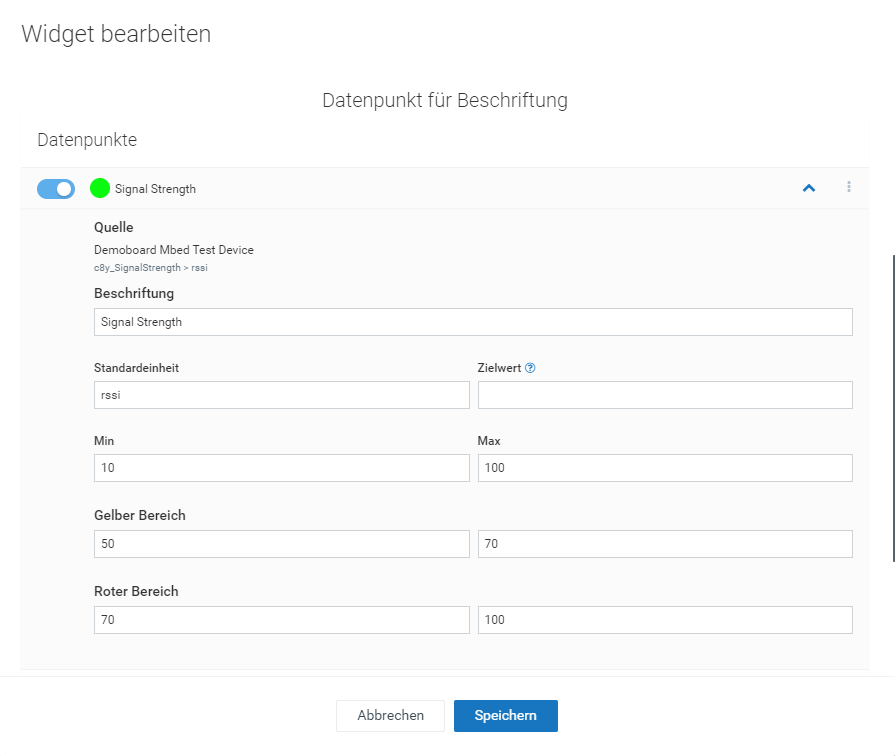 Widget bearbeiten
Datenpunkt für Beschriftung
Datenpunkte
Signal Strength
Quelle
Demoboard Mbed Test Device
c8y_SignalStrength > rssi
Beschriftung
Signal Strength
Standardeinheit
Zielwert ?
rssi
Min
Max
10
100
Gelber Bereich
50
70
Roter Bereich
70
100
Abbrechen
Speichern